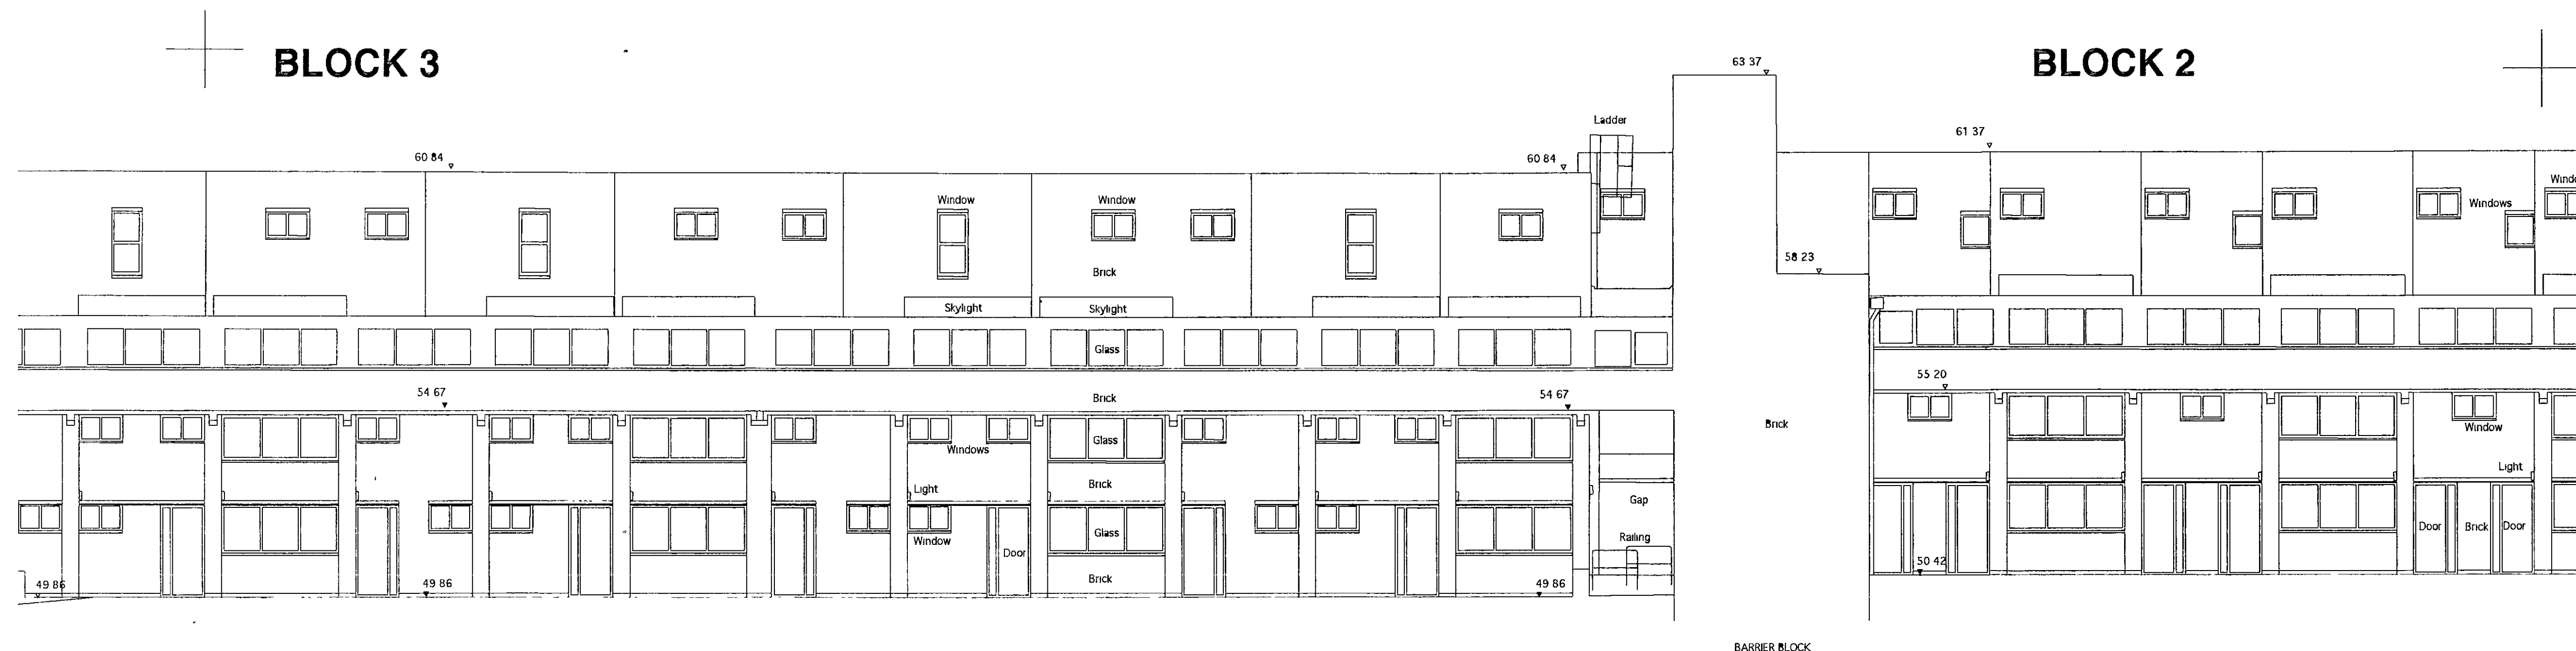 BLOCK 3
BLOCK 2
63 37
Ladder
61 37
60 84
60 84
Window
Window
Windows
Brick
58 23
Skylight
Skylight
Glass
55 20
54 67
Brick
54 67
Brick
Glass
Windows
Window
Light
Light
Brick
Gap
Window
Glass
Railing
Door
Door
Brick
Door
50 42
Brick
49 86
49 86
49 86
BARRIER BLOCK